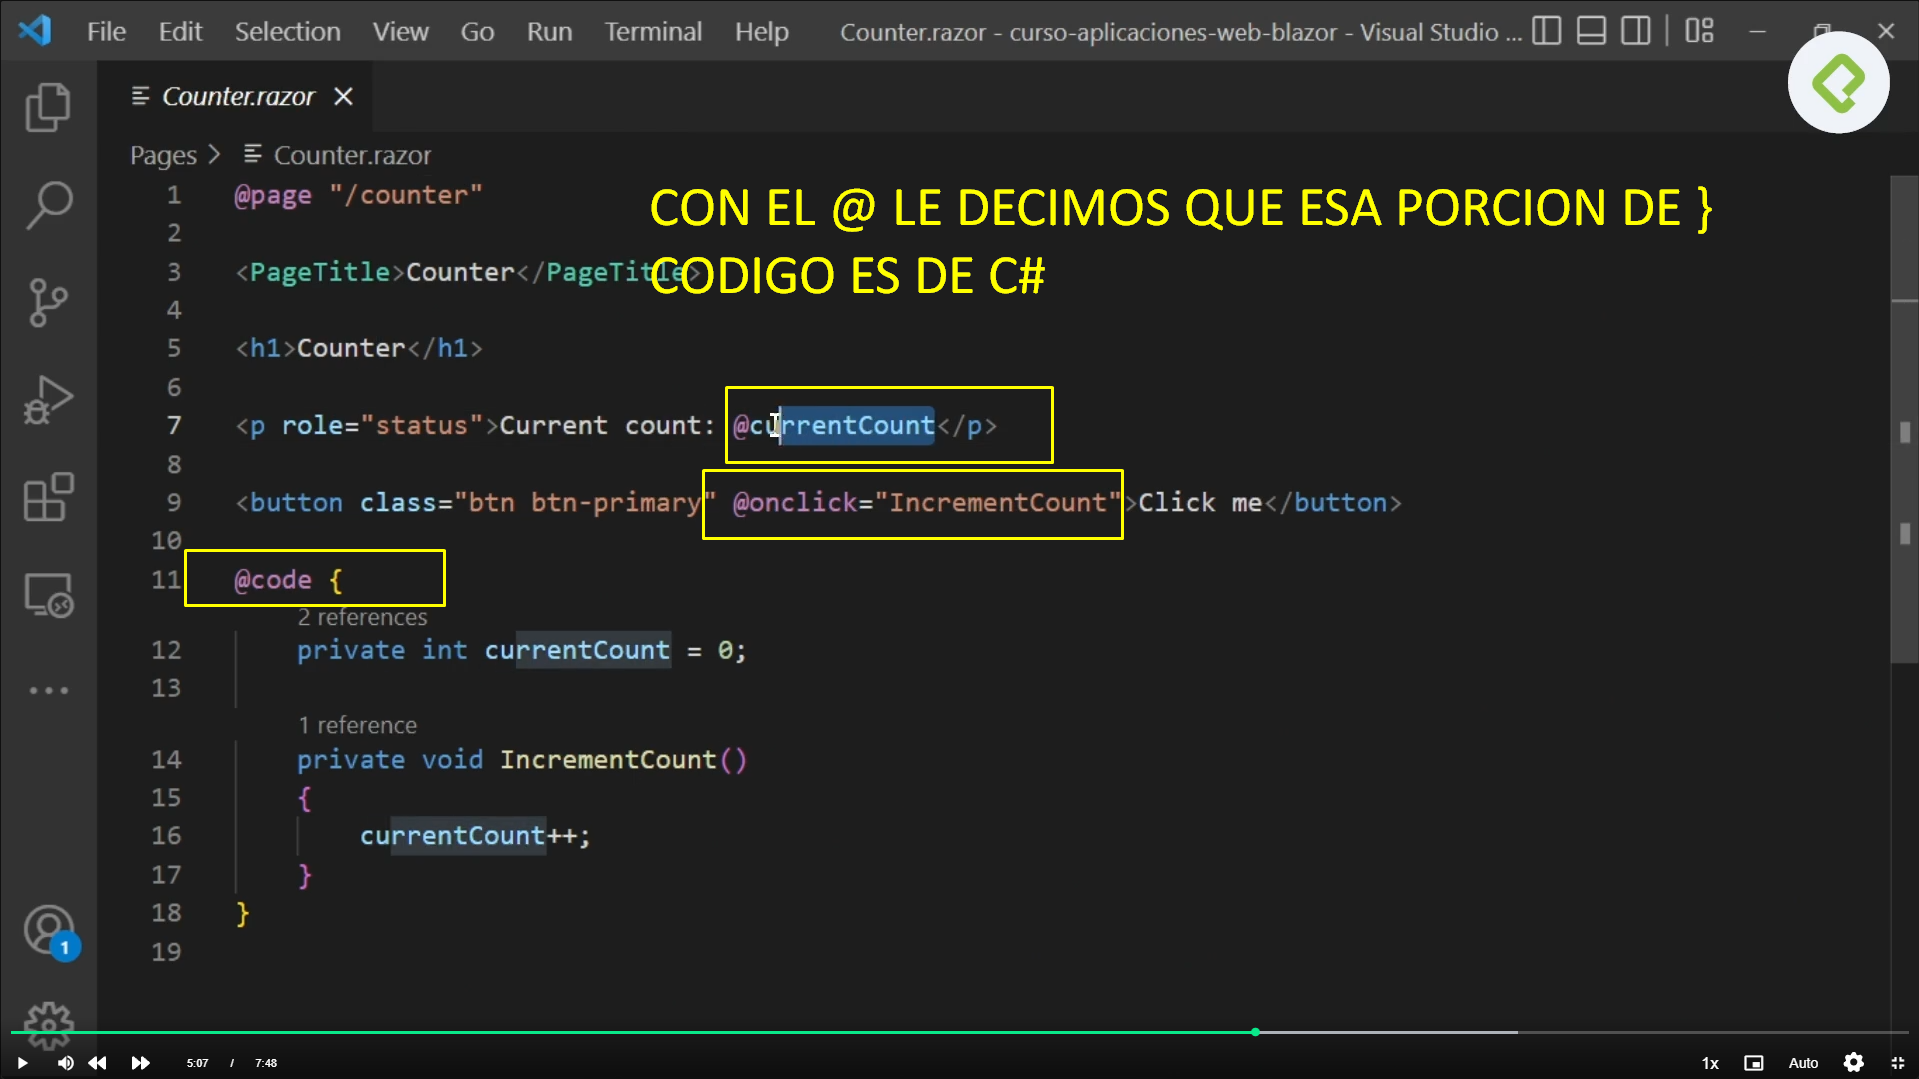 File Edit Selection View Go Run Terminal Help Counter.razor - curso-aplicaciones-web-blazor - Visual Studio ...
Counter.razor
Pages > Counter.razor
1 @page "/counter"
CON EL @ LE DECIMOS QUE ESA PORCION DE }
CODIGO ES DE C#
2
3 <PageTitle>Counter</PageTitle>
4
5 <h1>Counter</h1>
6
7 <p role="status">Current count: @currentCount</p>
8
9 <button class="btn btn-primary" @onclick="IncrementCount">Click me</button>
10
11 @code {
2 references
12 private int currentCount = 0;
13
1 reference
14 private void IncrementCount()
15 {
16 currentCount++;
17 }
18 }
19
1
5:07 / 7:48 1x Auto